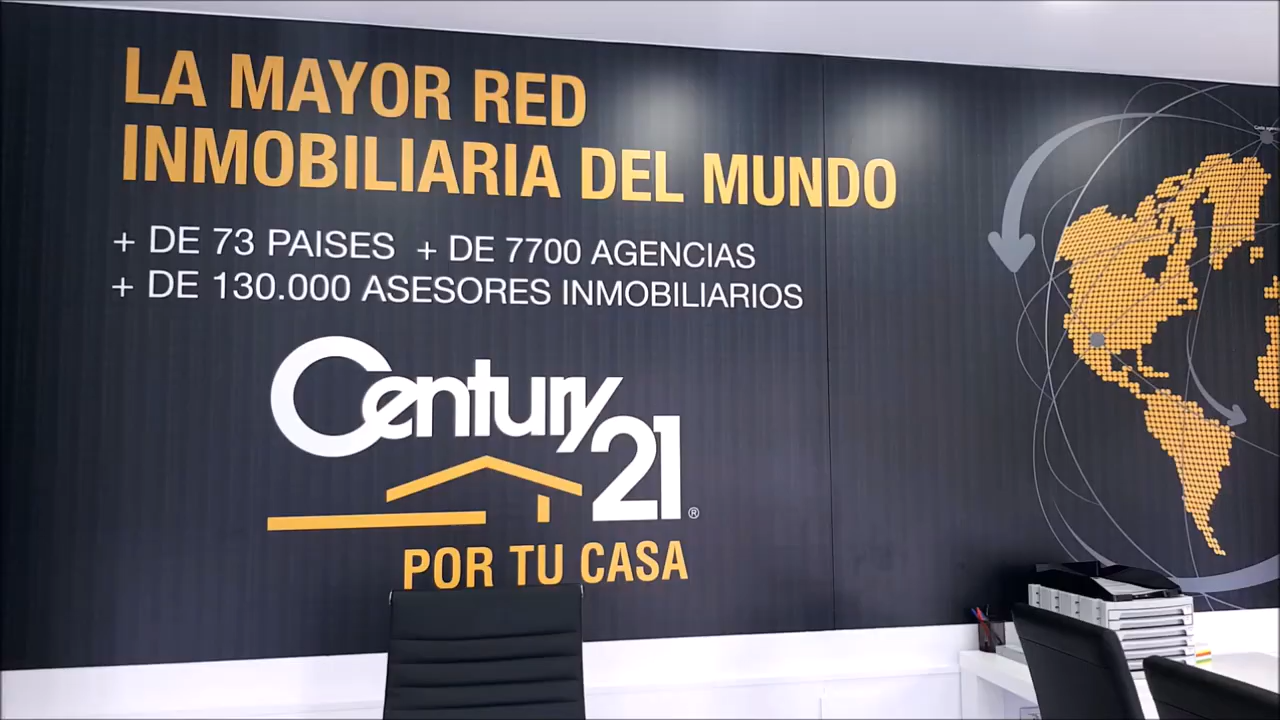 LA MAYOR RED
INMOBILIARIA DEL MUNDO
+ DE 73 PAISES + DE 7700 AGENCIAS
+ DE 130.000 ASESORES INMOBILIARIOS
Century 21®
POR TU CASA